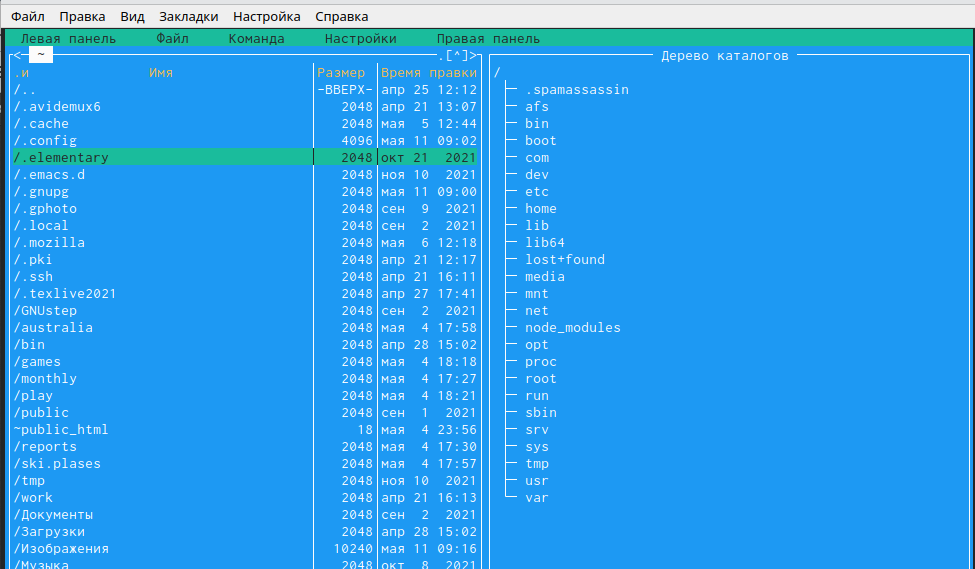 Файл Правка Вид Закладки Настройка Справка
Левая панель Файл Команда Настройки Правая панель
<─ ~ .[^]>
.и Имя Размер Время правки
/.. -ВВЕРХ- апр 25 12:12
/.avidemux6 2048 апр 21 13:07
/.cache 2048 мая 5 12:44
/.config 4096 мая 11 09:02
/.elementary 2048 окт 21 2021
/.emacs.d 2048 ноя 10 2021
/.gnupg 2048 мая 11 09:00
/.gphoto 2048 сен 9 2021
/.local 2048 сен 2 2021
/.mozilla 2048 мая 6 12:18
/.pki 2048 апр 21 12:17
/.ssh 2048 апр 21 16:11
/.texlive2021 2048 апр 27 17:41
/GNUstep 2048 сен 2 2021
/australia 2048 мая 4 17:58
/bin 2048 апр 28 15:02
/games 2048 мая 4 18:18
/monthly 2048 мая 4 17:27
/play 2048 мая 4 18:21
/public 2048 сен 1 2021
~public_html 18 мая 4 23:56
/reports 2048 мая 4 17:30
/ski.plases 2048 мая 4 17:57
/tmp 2048 ноя 10 2021
/work 2048 апр 21 16:13
/Документы 2048 сен 2 2021
/Загрузки 2048 апр 28 15:02
/Изображения 10240 мая 11 09:16
/Музыка 2048 окт 8 2021
Дерево каталогов
/
.spamassassin
afs
bin
boot
com
dev
etc
home
lib
lib64
lost+found
media
mnt
net
node_modules
opt
proc
root
run
sbin
srv
sys
tmp
usr
var